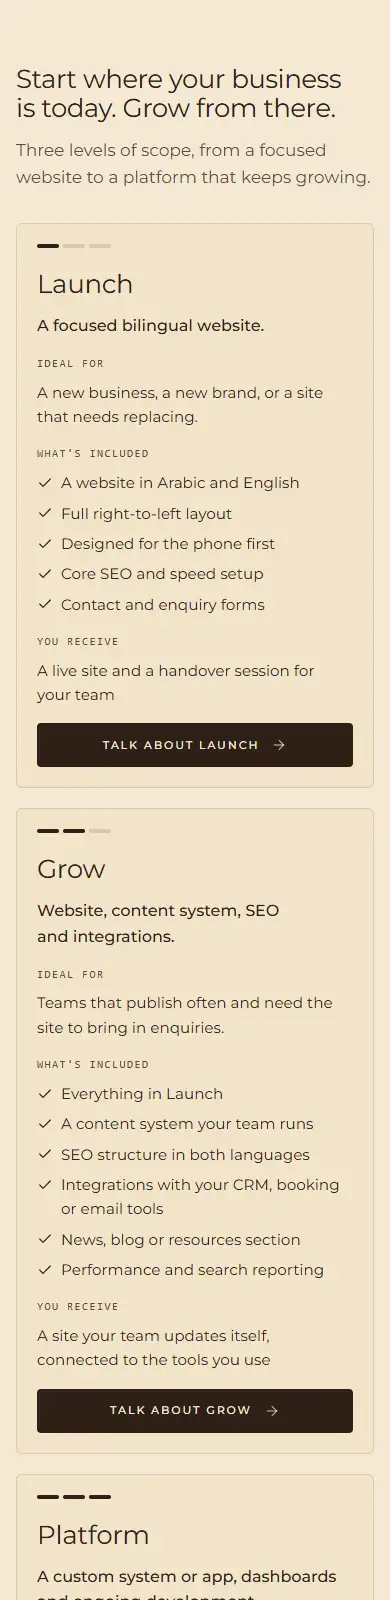 Start where your business
is today. Grow from there.
Three levels of scope, from a focused
website to a platform that keeps growing.
Launch
A focused bilingual website.
IDEAL FOR
A new business, a new brand, or a site
that needs replacing.
WHAT'S INCLUDED
A website in Arabic and English
Full right-to-left layout
Designed for the phone first
Core SEO and speed setup
Contact and enquiry forms
YOU RECEIVE
A live site and a handover session for
your team
TALK ABOUT LAUNCH
Grow
Website, content system, SEO
and integrations.
IDEAL FOR
Teams that publish often and need the
site to bring in enquiries.
WHAT'S INCLUDED
Everything in Launch
A content system your team runs
SEO structure in both languages
Integrations with your CRM, booking
or email tools
News, blog or resources section
Performance and search reporting
YOU RECEIVE
A site your team updates itself,
connected to the tools you use
TALK ABOUT GROW
Platform
A custom system or app, dashboards
and ongoing development.